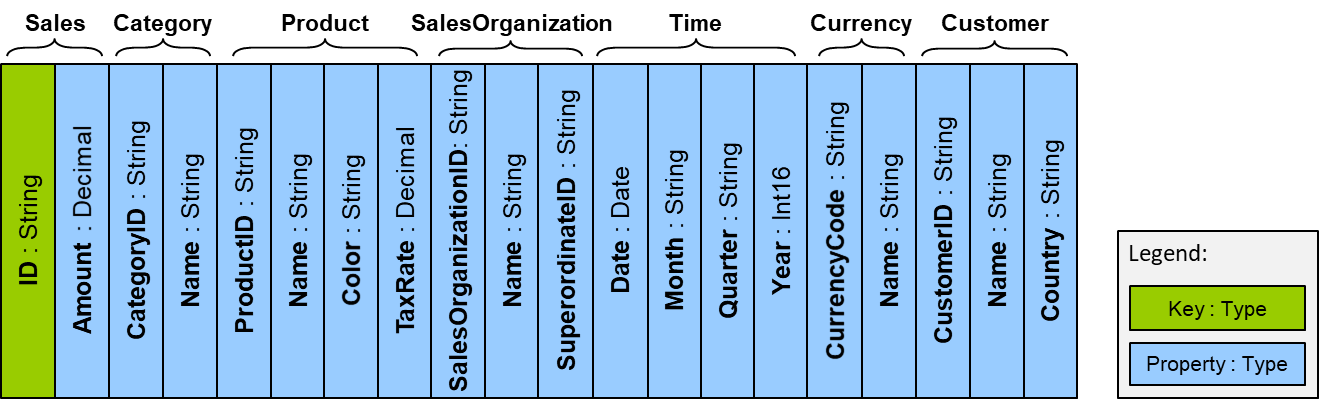 Sales
Category
Product
SalesOrganization
Time
Currency
Customer
ID : String
Amount : Decimal
CategoryID : String
Name : String
ProductID : String
Name : String
Color : String
TaxRate : Decimal
SalesOrganizationID: String
Name : String
SuperordinateID : String
Date : Date
Month : String
Quarter : String
Year : Int16
CurrencyCode : String
Name : String
CustomerID : String
Name : String
Country : String
Legend:
Key : Type
Property : Type